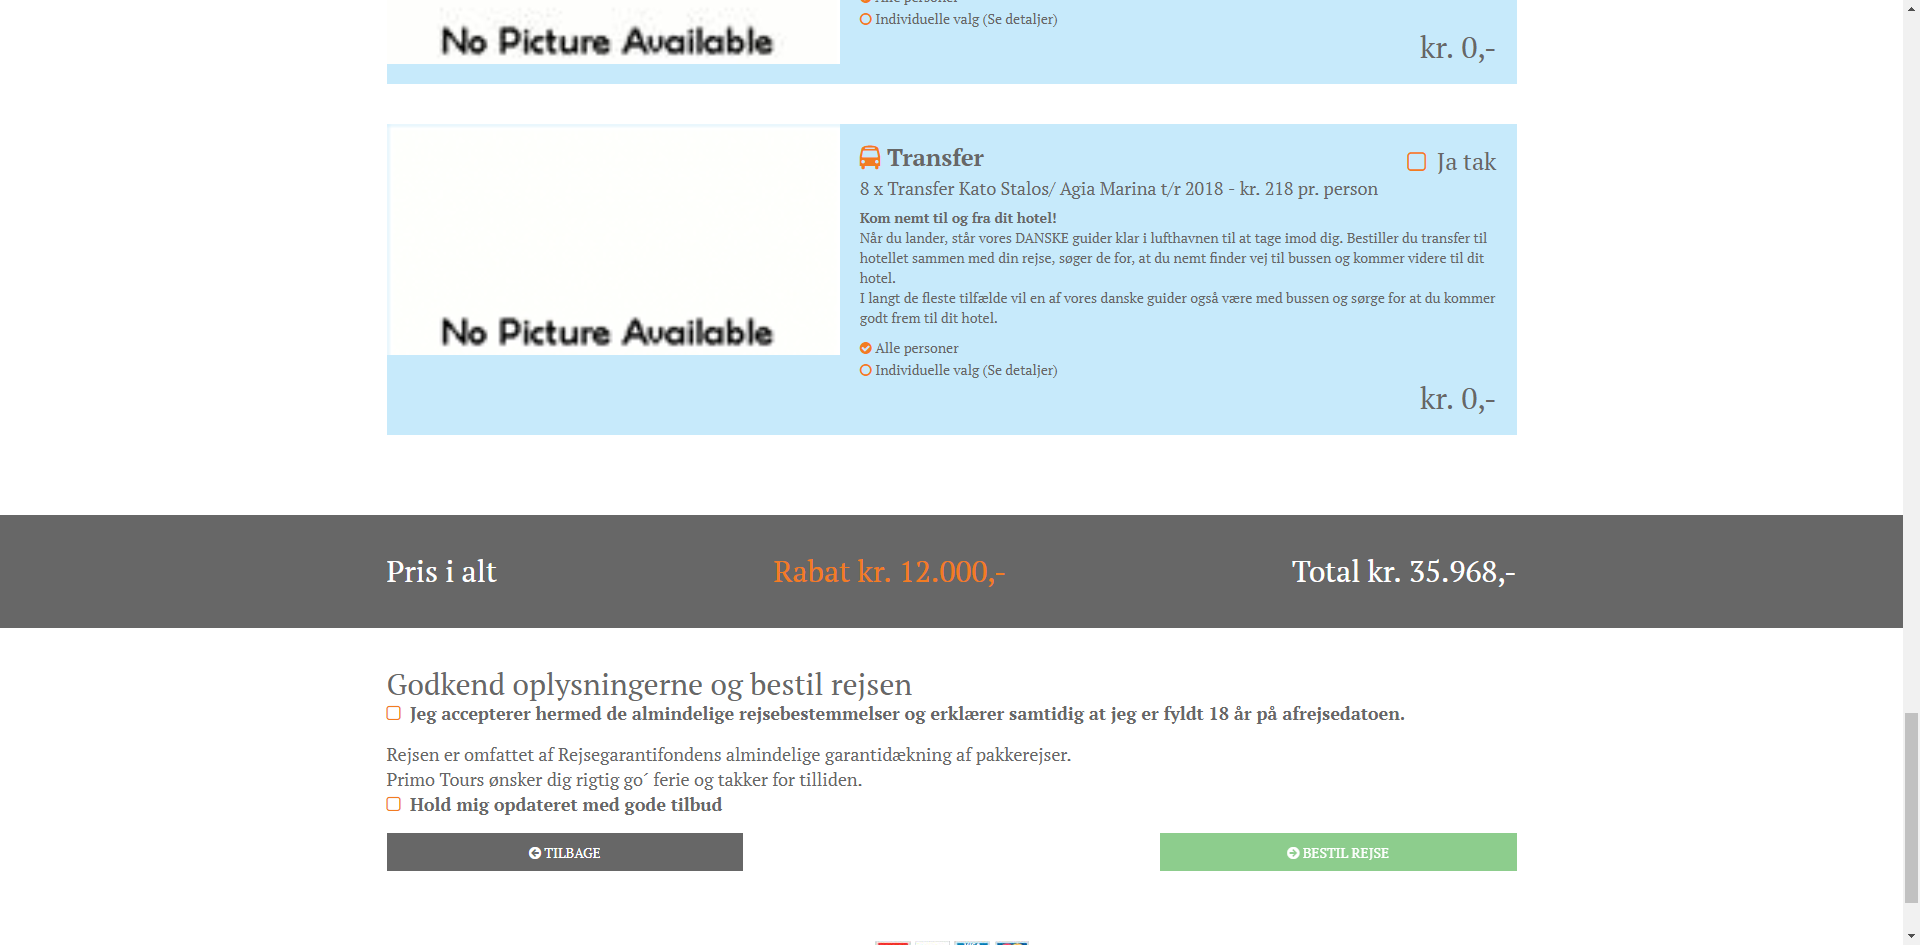 No Picture Available
Individuelle valg (Se detaljer)
kr. 0,-
No Picture Available
Transfer
Ja tak
8 x Transfer Kato Stalos/ Agia Marina t/r 2018 - kr. 218 pr. person
Kom nemt til og fra dit hotel!
Når du lander, står vores DANSKE guider klar i lufthavnen til at tage imod dig. Bestiller du transfer til
hotellet sammen med din rejse, søger de for, at du nemt finder vej til bussen og kommer videre til dit
hotel.
I langt de fleste tilfælde vil en af vores danske guider også være med bussen og sørge for at du kommer
godt frem til dit hotel.
Alle personer
Individuelle valg (Se detaljer)
kr. 0,-
Pris i alt
Rabat kr. 12.000,-
Total kr. 35.968,-
Godkend oplysningerne og bestil rejsen
Jeg accepterer hermed de almindelige rejsebestemmelser og erklærer samtidig at jeg er fyldt 18 år på afrejsedatoen.
Rejsen er omfattet af Rejsegarantifondens almindelige garantidækning af pakkerejser.
Primo Tours ønsker dig rigtig go´ ferie og takker for tilliden.
Hold mig opdateret med gode tilbud
TILBAGE
BESTIL REJSE